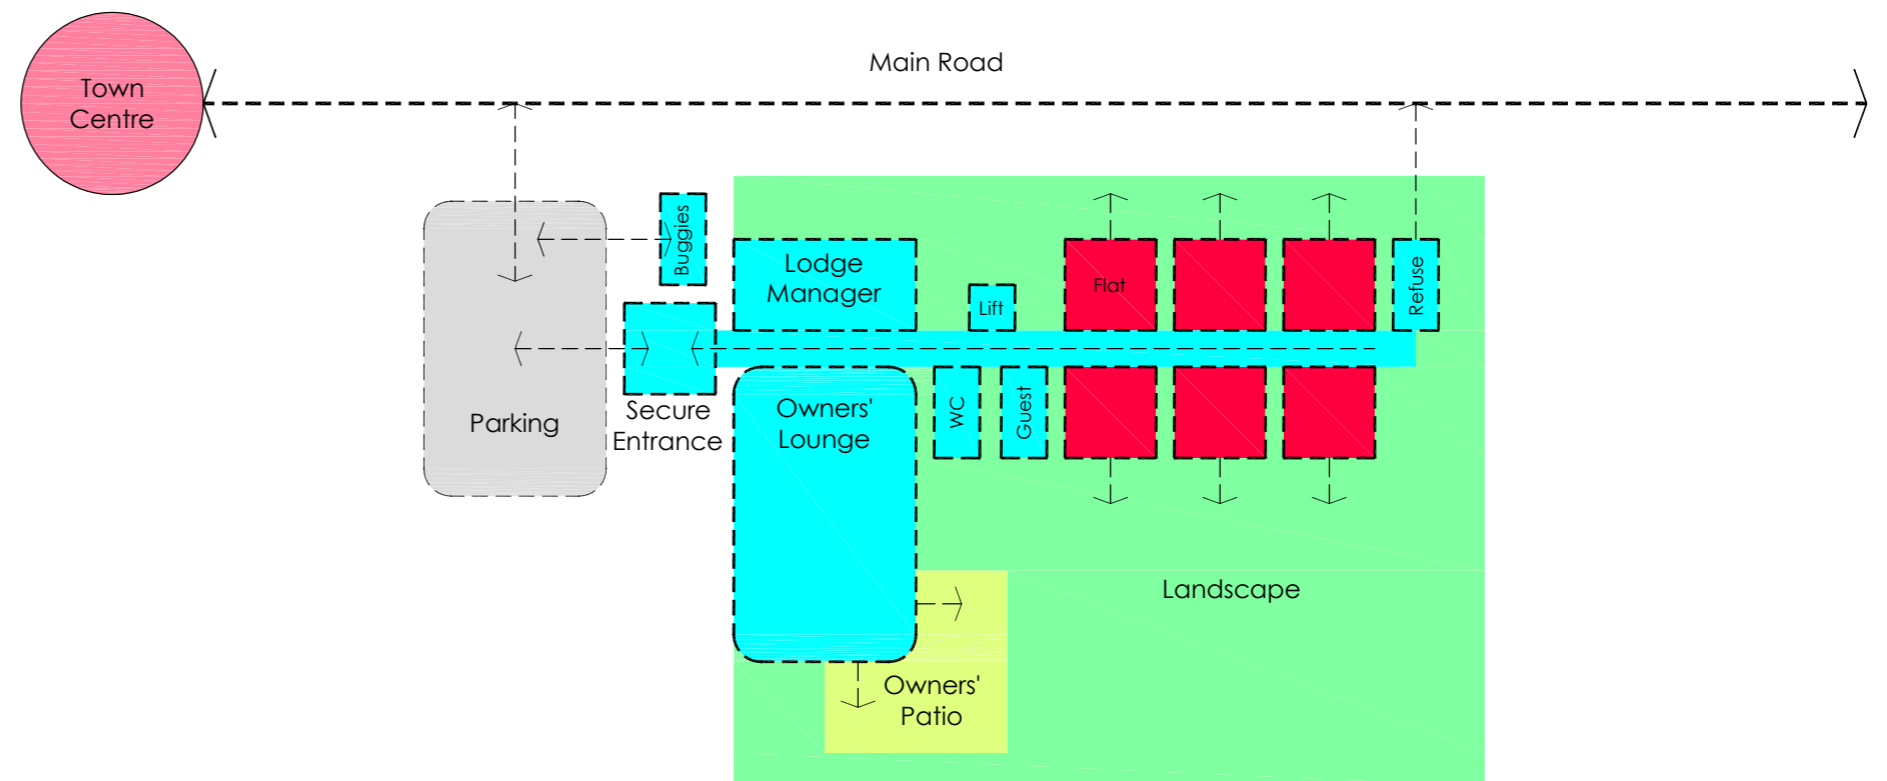 Main Road
Town
Centre
Buggies
Lodge
Manager
Lift
Flat
Refuse
Parking
Secure
Entrance
Owners'
Lounge
WC
Guest
Landscape
Owners'
Patio